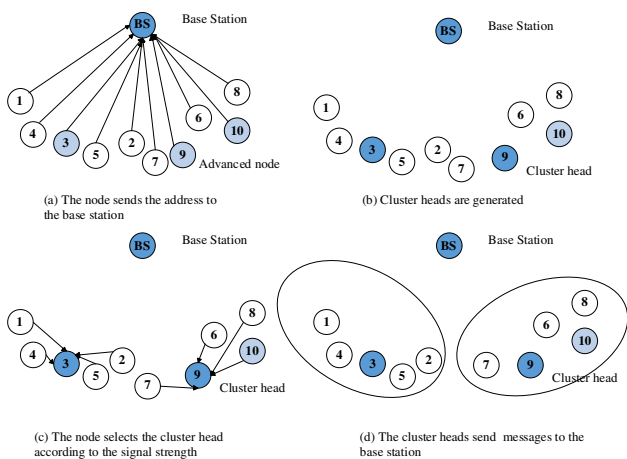 BS
Base Station
1
4
3
5
2
7
9
6
10
8
Advanced node
(a) The node sends the address to
the base station
BS
Base Station
1
4
3
5
2
7
9
6
10
8
Cluster head
(b) Cluster heads are generated
BS
Base Station
1
4
3
5
2
7
9
6
10
8
Cluster head
(c) The node selects the cluster head
according to the signal strength
BS
Base Station
1
4
3
5
2
7
9
6
10
8
Cluster head
(d) The cluster heads send messages to the
base station